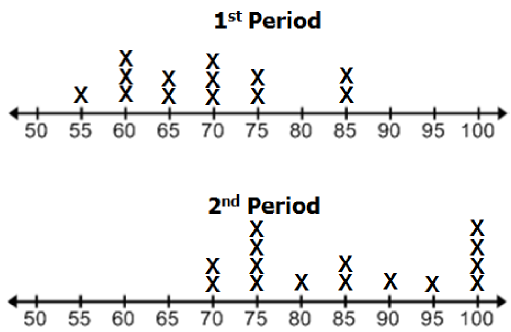 1st Period
X X
X X X X X
X X X X X X
50 55 60 65 70 75 80 85 90 95 100
2nd Period
X X
X X
X X X X
X X X X X X X
50 55 60 65 70 75 80 85 90 95 100